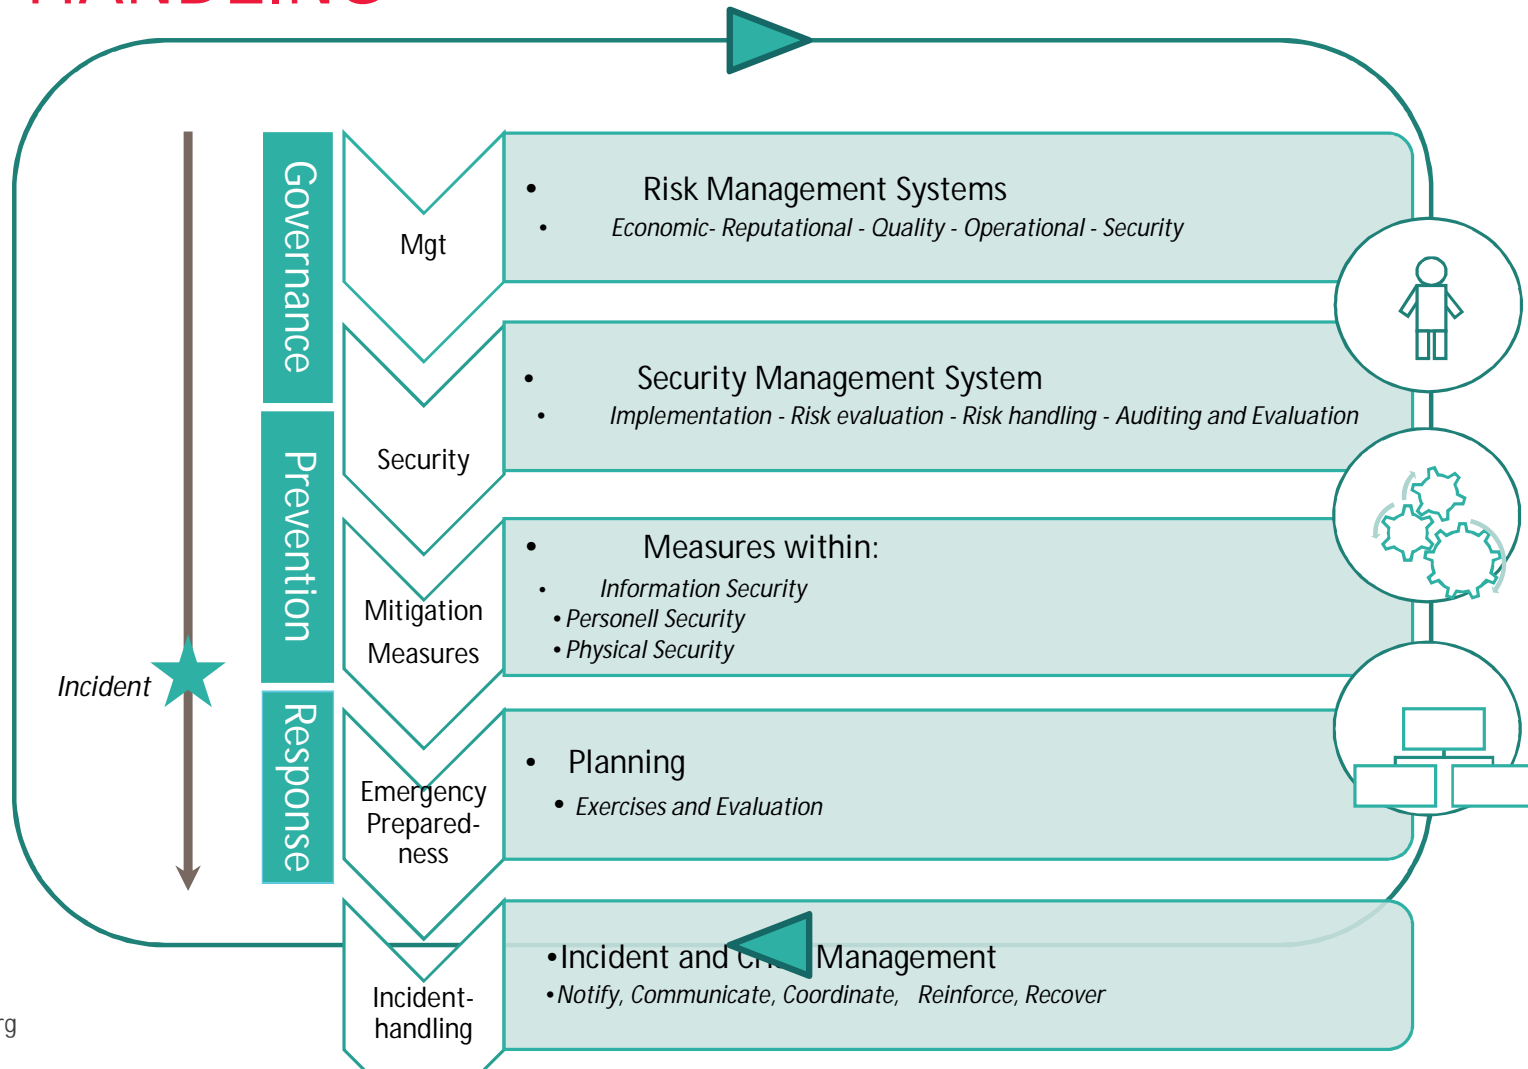 Governance
Mgt
• Risk Management Systems
• Economic- Reputational - Quality - Operational - Security
Security
• Security Management System
• Implementation - Risk evaluation - Risk handling - Auditing and Evaluation
Prevention
Mitigation
Measures
• Measures within:
• Information Security
• Personell Security
• Physical Security
Incident
Response
Emergency
Prepared-
ness
• Planning
• Exercises and Evaluation
Incident-
handling
•Incident and Management
• Notify, Communicate, Coordinate, Reinforce, Recover
rg